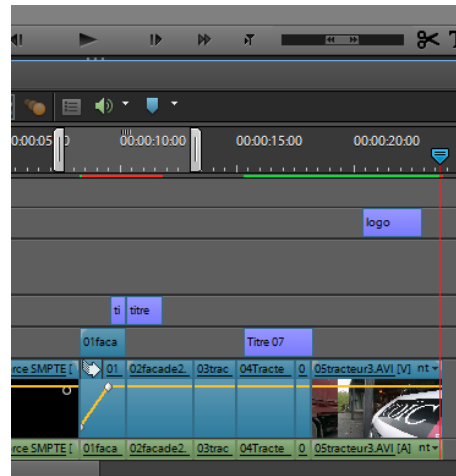 0:00:05
00:00:10:00
00:00:15:00
00:00:20:00
logo
ti titre
01faca Titre 07
rce SMPTE [ 01 02facade2. 03trac 04Tracte 0 05tracteur3.AVI [V] nt
rce SMPTE [ 01faca 02facade2. 03trac 04Tracte 0 05tracteur3.AVI [A] nt